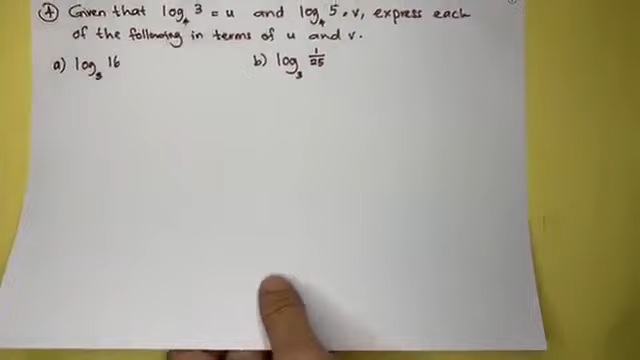 ④ Given that log₄ 3 = u and log₄ 5 = v, express each
of the following in terms of u and v.
a) log₃ 16 b) log₃ 1/25